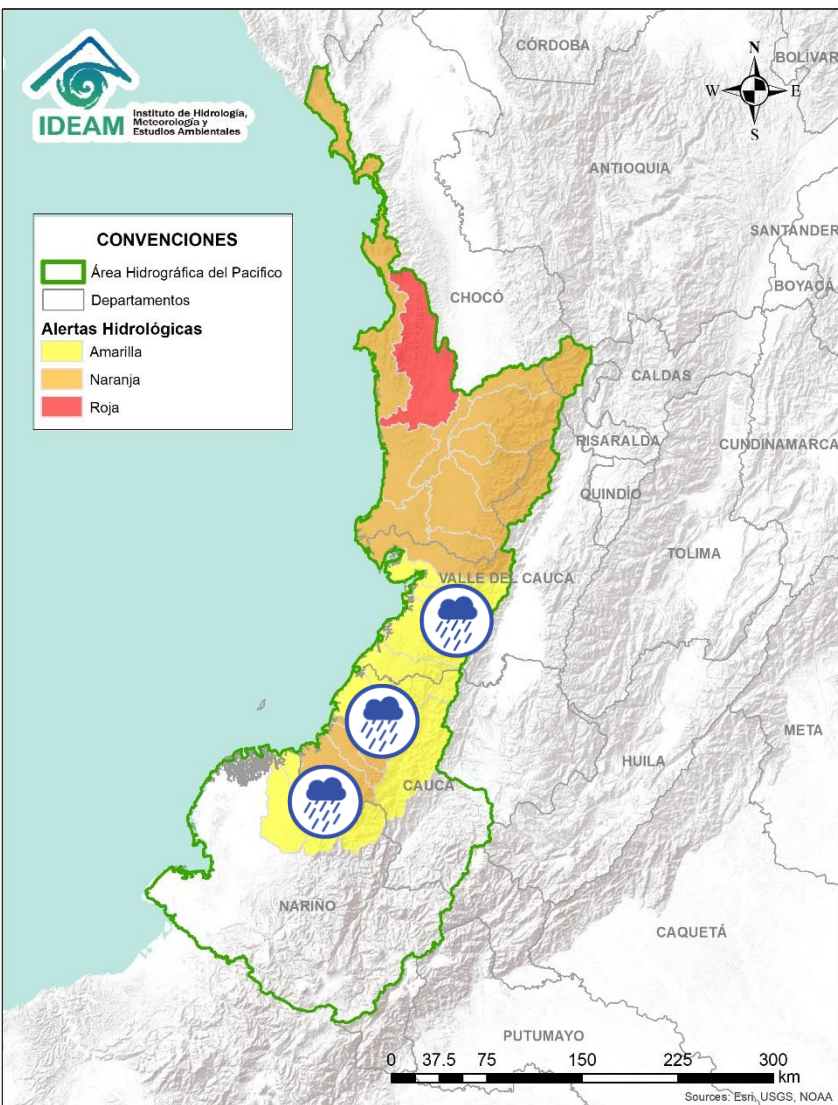 IDEAM
Instituto de Hidrología,
Meteorología y
Estudios Ambientales
N
W
E
S
CÓRDOBA
BOLÍVAR
ANTIOQUIA
SANTANDER
BOYACÁ
CONVENCIONES
Área Hidrográfica del Pacifico
Departamentos
Alertas Hidrológicas
Amarilla
Naranja
Roja
CHOCÓ
CALDAS
RISARALDA
CUNDINAMARCA
QUINDÍO
TOLIMA
VALLE DEL CAUCA
META
HUILA
CAUCA
NARIÑO
CAQUETÁ
PUTUMAYO
0 37.5 75 150 225 300
km
Sources: Esri, USGS, NOAA